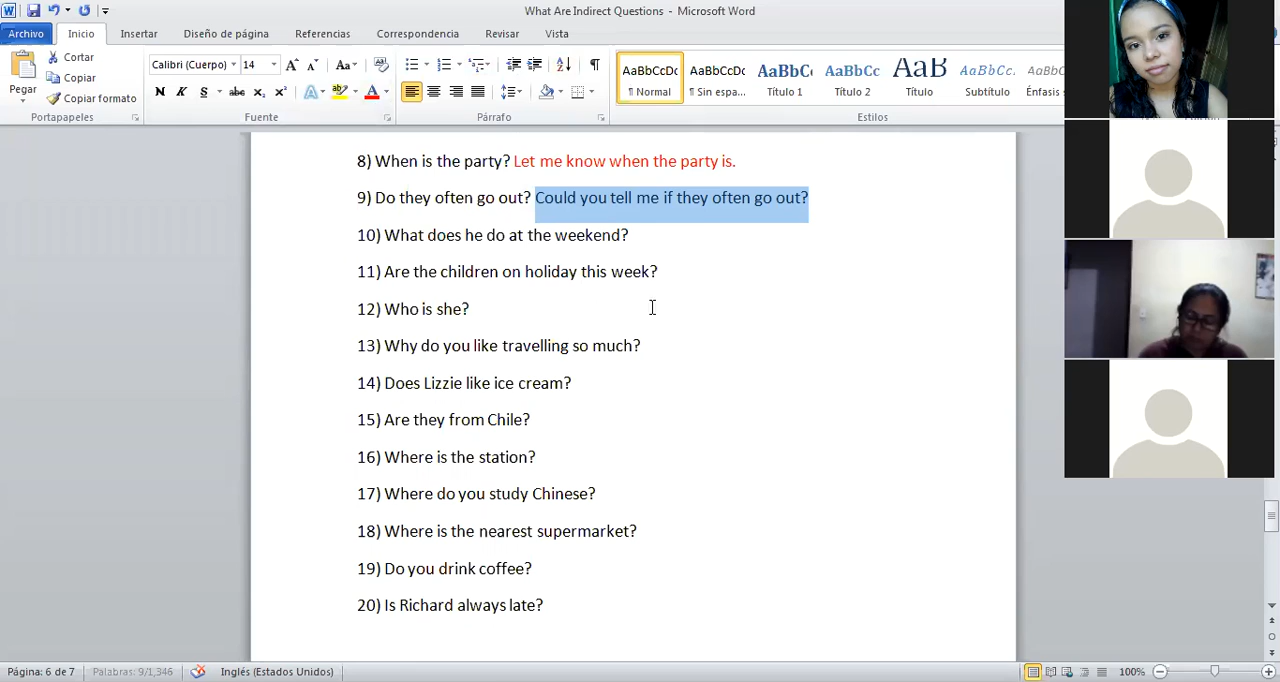 What Are Indirect Questions - Microsoft Word
Archivo Inicio Insertar Diseño de página Referencias Correspondencia Revisar Vista
Pegar
Cortar
Copiar
Copiar formato
Portapapeles
Calibri (Cuerpo) 14
Fuente
Párrafo
AaBbCcDc AaBbCcDc AaBbC AaBbCc AaB AaBbCc.
¶ Normal ¶ Sin espa... Título 1 Título 2 Título Subtítulo Énfasis
Estilos
8) When is the party? Let me know when the party is.
9) Do they often go out? Could you tell me if they often go out?
10) What does he do at the weekend?
11) Are the children on holiday this week?
12) Who is she?
13) Why do you like travelling so much?
14) Does Lizzie like ice cream?
15) Are they from Chile?
16) Where is the station?
17) Where do you study Chinese?
18) Where is the nearest supermarket?
19) Do you drink coffee?
20) Is Richard always late?
Página: 6 de 7 Palabras: 9/1,346 Inglés (Estados Unidos) 100%